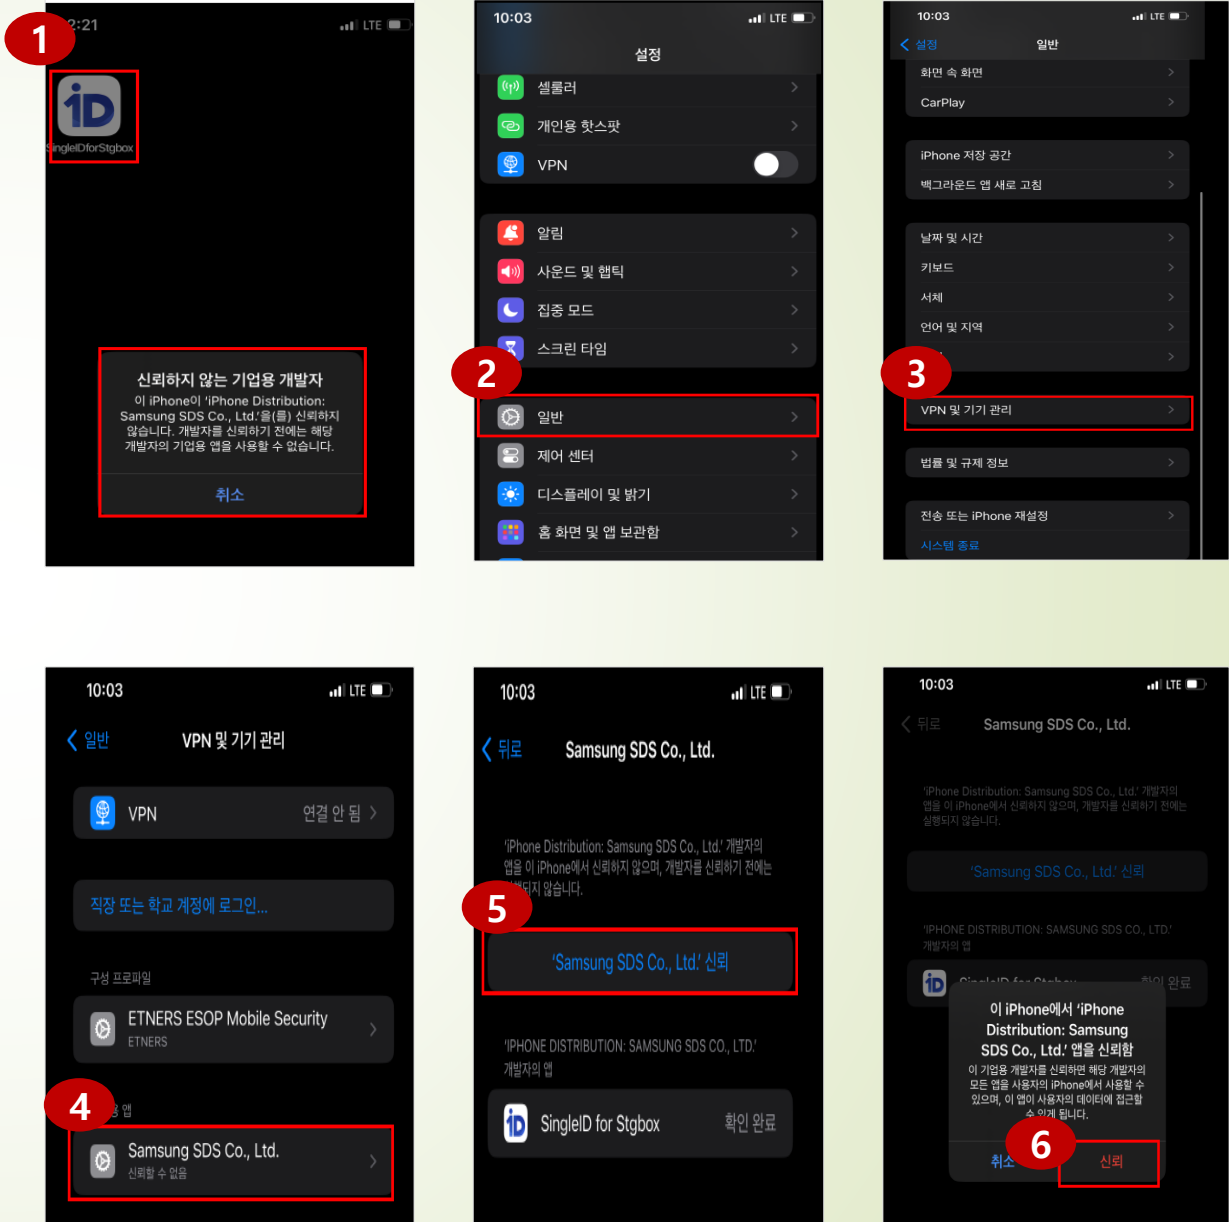 1
2:21
LTE
iD
SingleIDforStgbox
신뢰하지 않는 기업용 개발자
이 iPhone이 'iPhone Distribution:
Samsung SDS Co., Ltd.'을(를) 신뢰하지
않습니다. 개발자를 신뢰하기 전에는 해당
개발자의 기업용 앱을 사용할 수 없습니다.
취소
10:03
LTE
설정
셀룰러
개인용 핫스팟
VPN
알림
사운드 및 햅틱
집중 모드
스크린 타임
2
일반
제어 센터
디스플레이 및 밝기
홈 화면 및 앱 보관함
10:03
LTE
설정
일반
화면 속 화면
CarPlay
iPhone 저장 공간
백그라운드 앱 새로 고침
날짜 및 시간
키보드
서체
언어 및 지역
3
VPN 및 기기 관리
법률 및 규제 정보
전송 또는 iPhone 재설정
시스템 종료
10:03
LTE
일반
VPN 및 기기 관리
VPN
연결 안 됨
직장 또는 학교 계정에 로그인...
구성 프로파일
ETNERS ESOP Mobile Security
ETNERS
4
앱
Samsung SDS Co., Ltd.
신뢰할 수 없음
10:03
LTE
뒤로
Samsung SDS Co., Ltd.
'iPhone Distribution: Samsung SDS Co., Ltd.' 개발자의
앱을 이 iPhone에서 신뢰하지 않으며, 개발자를 신뢰하기 전에는
않습니다.
5
'Samsung SDS Co., Ltd.' 신뢰
'IPHONE DISTRIBUTION: SAMSUNG SDS CO., LTD.'
개발자의 앱
iD
SingleID for Stgbox
확인 완료
10:03
LTE
뒤로
Samsung SDS Co., Ltd.
'iPhone Distribution: Samsung SDS Co., Ltd.' 개발자의
앱을 이 iPhone에서 신뢰하지 않으며, 개발자를 신뢰하기 전에는
실행되지 않습니다.
'Samsung SDS Co., Ltd.' 신뢰
'IPHONE DISTRIBUTION: SAMSUNG SDS CO., LTD.'
개발자의 앱
iD
SingleID for Stgbox
확인 완료
이 iPhone에서 'iPhone
Distribution: Samsung
SDS Co., Ltd.' 앱을 신뢰함
이 기업용 개발자를 신뢰하면 해당 개발자의
모든 앱을 사용자의 iPhone에서 사용할 수
있으며, 이 앱이 사용자의 데이터에 접근할
수 있게 됩니다.
6
취소
신뢰